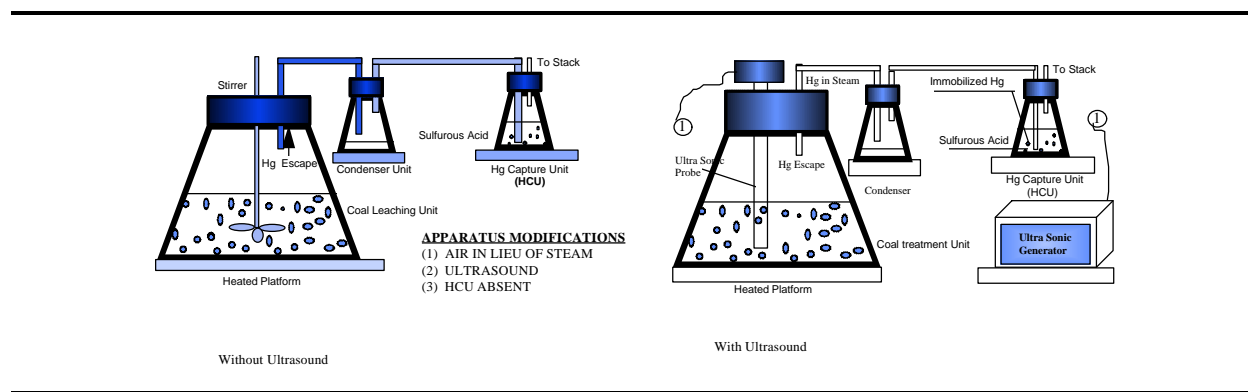 Stirrer
To Stack
Sulfurous Acid
Hg Escape
Condenser Unit
Hg Capture Unit
(HCU)
Coal Leaching Unit
APPARATUS MODIFICATIONS
(1) AIR IN LIEU OF STEAM
(2) ULTRASOUND
(3) HCU ABSENT
Heated Platform
Without Ultrasound
To Stack
Hg in Steam
Immobilized Hg
1
1
Sulfurous Acid
Ultra Sonic
Probe
Hg Escape
Condenser
Hg Capture Unit
(HCU)
Coal treatment Unit
Ultra Sonic
Generator
Heated Platform
With Ultrasound